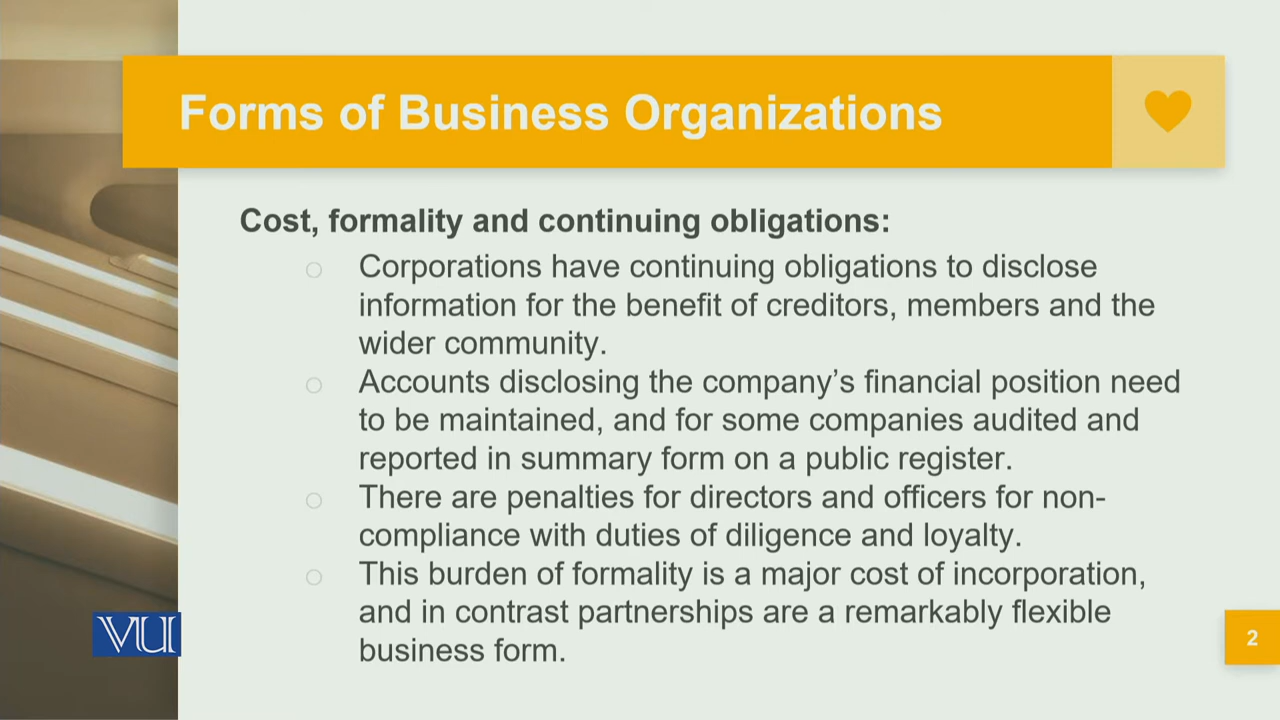 Forms of Business Organizations
Cost, formality and continuing obligations:
○ Corporations have continuing obligations to disclose
information for the benefit of creditors, members and the
wider community.
○ Accounts disclosing the company’s financial position need
to be maintained, and for some companies audited and
reported in summary form on a public register.
○ There are penalties for directors and officers for non-
compliance with duties of diligence and loyalty.
○ This burden of formality is a major cost of incorporation,
and in contrast partnerships are a remarkably flexible
business form.
VU
2